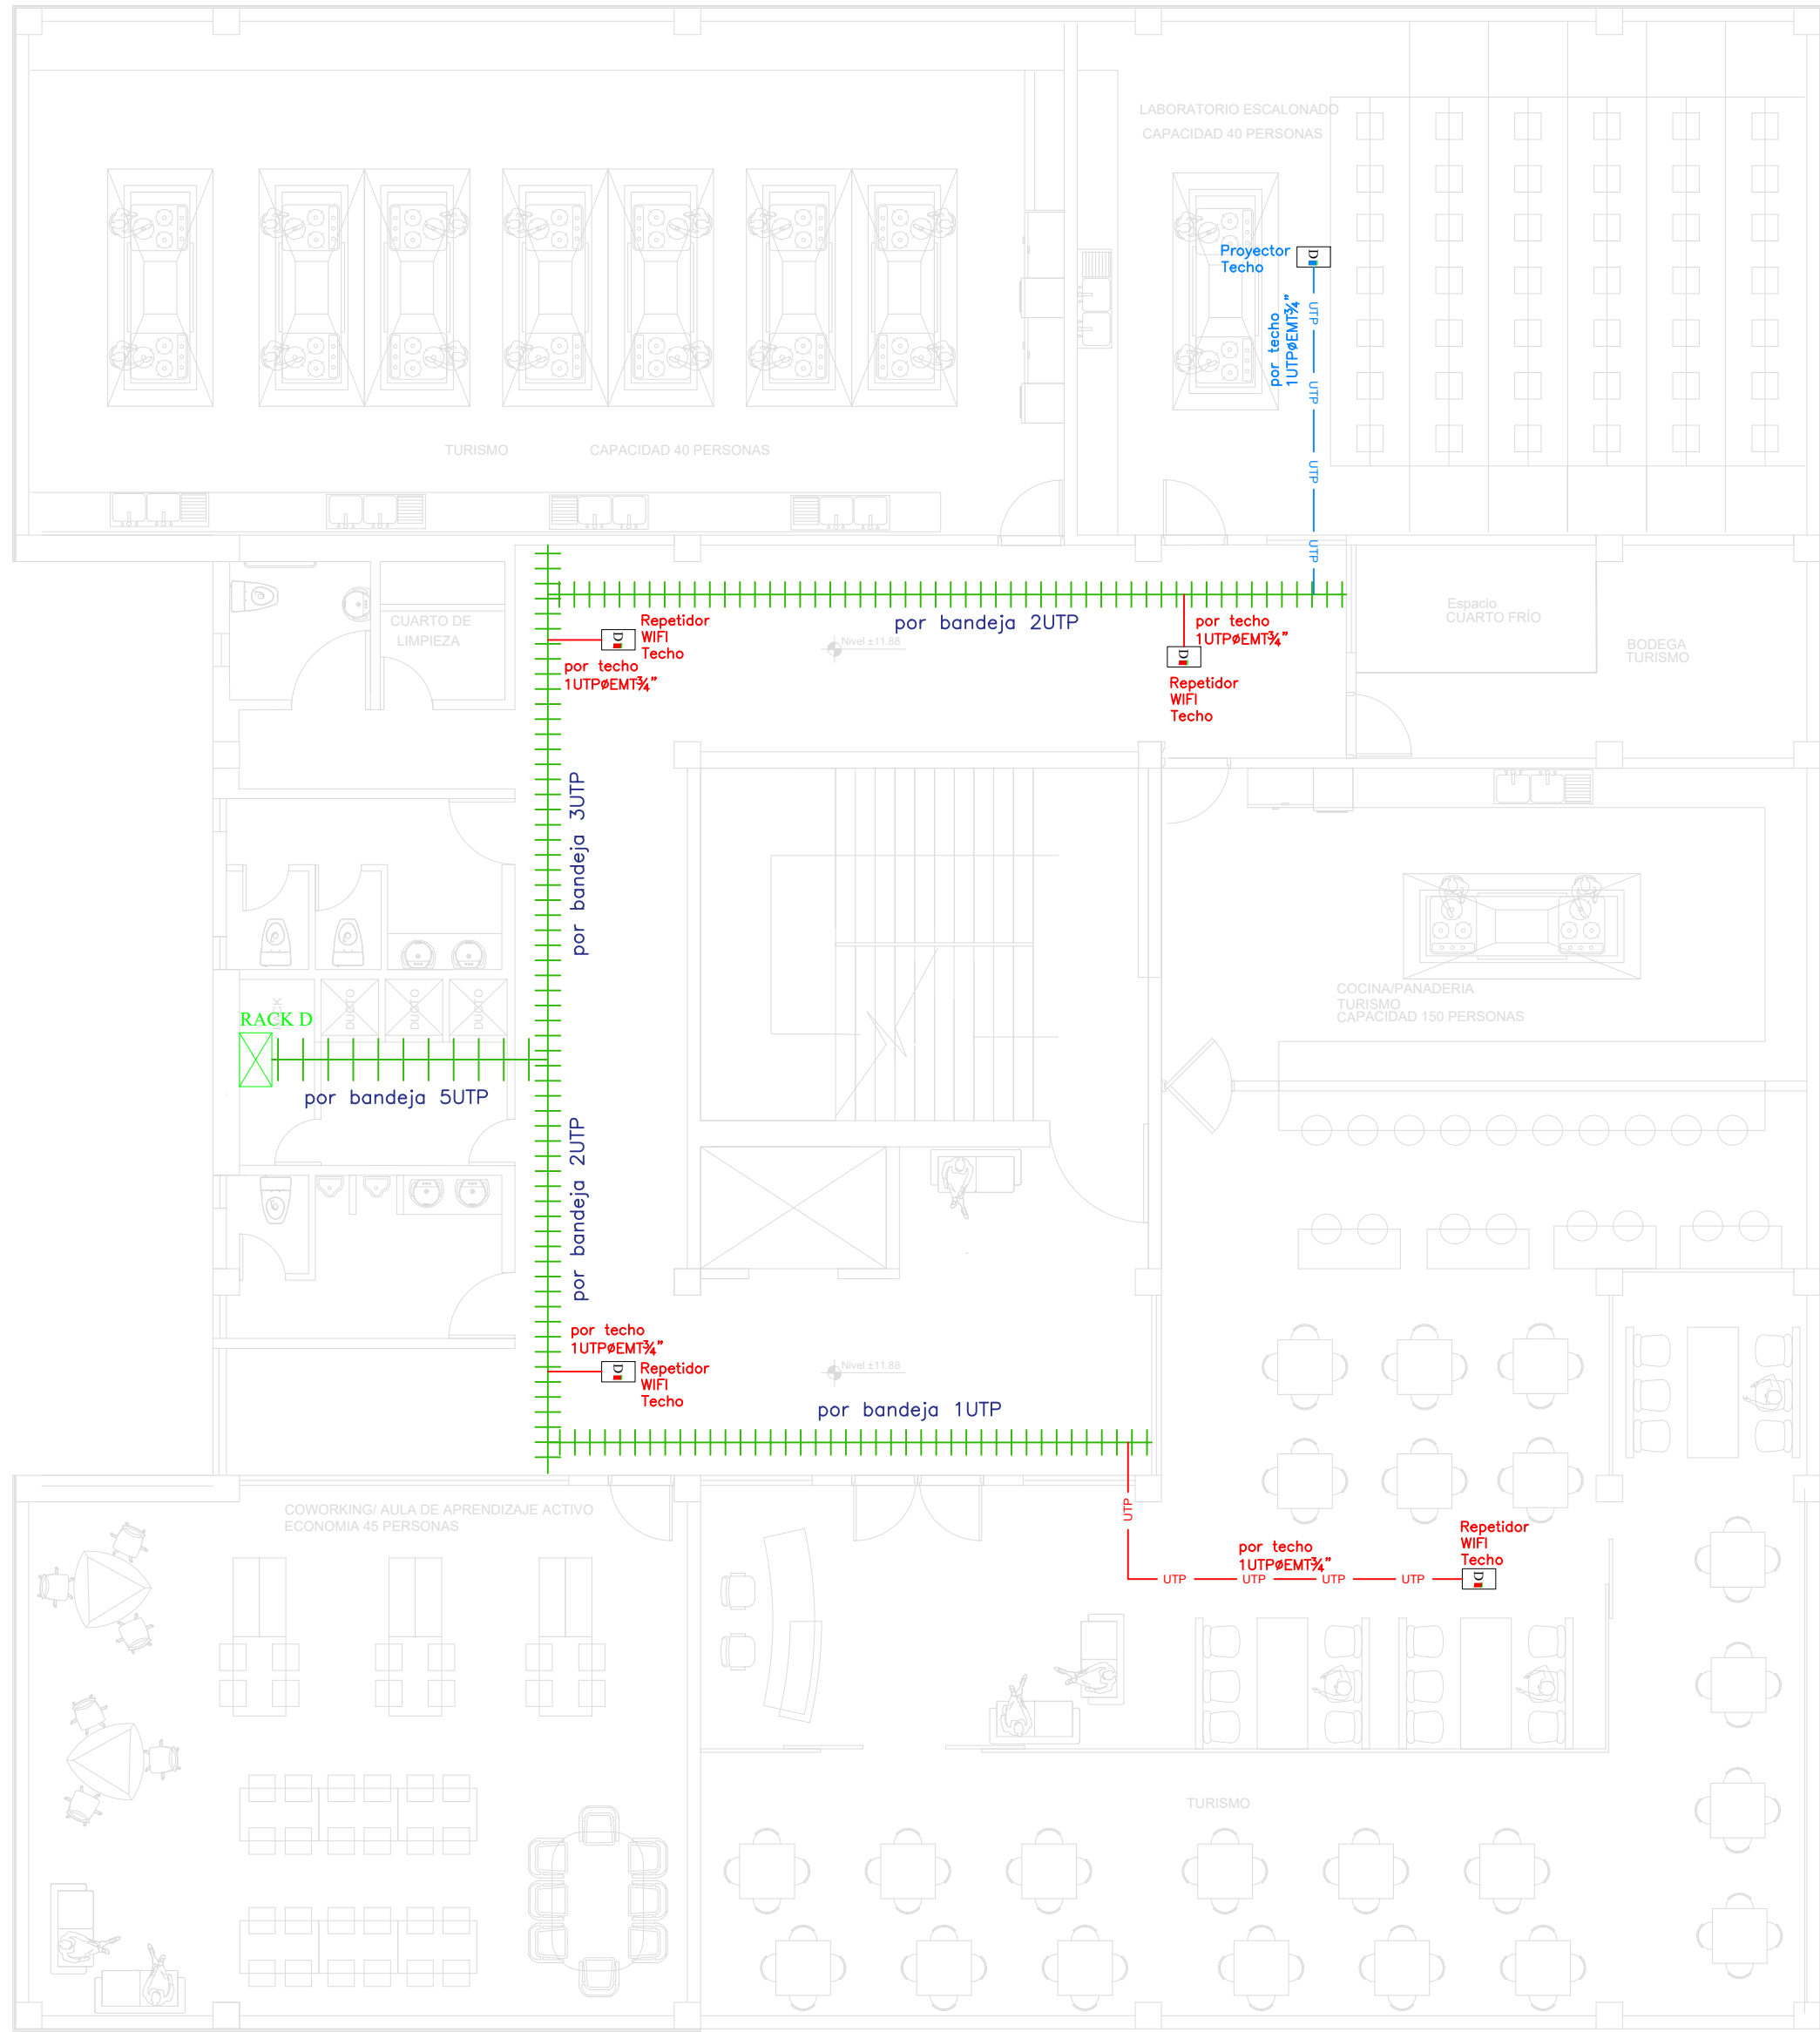 LABORATORIO ESCALONADO
CAPACIDAD 40 PERSONAS
Proyector
Techo
D
por techo
1UTPøEMT¾"
UTP
UTP
UTP
UTP
TURISMO
CAPACIDAD 40 PERSONAS
CUARTO DE
LIMPIEZA
Repetidor
WIFI
Techo
D
por techo
1UTPøEMT¾"
por bandeja 2UTP
Nivel ±11.88
por techo
1UTPøEMT¾"
D
Repetidor
WIFI
Techo
Espacio
CUARTO FRÍO
BODEGA
TURISMO
por bandeja 3UTP
COCINA/PANADERIA
TURISMO
CAPACIDAD 150 PERSONAS
RACK
DUCTO
DUCTO
DUCTO
RACK D
por bandeja 5UTP
por bandeja 2UTP
por techo
1UTPøEMT¾"
D
Repetidor
WIFI
Techo
Nivel ±11.88
por bandeja 1UTP
COWORKING/ AULA DE APRENDIZAJE ACTIVO
ECONOMIA 45 PERSONAS
UTP
por techo
1UTPøEMT¾"
Repetidor
WIFI
Techo
UTP
UTP
UTP
UTP
D
TURISMO